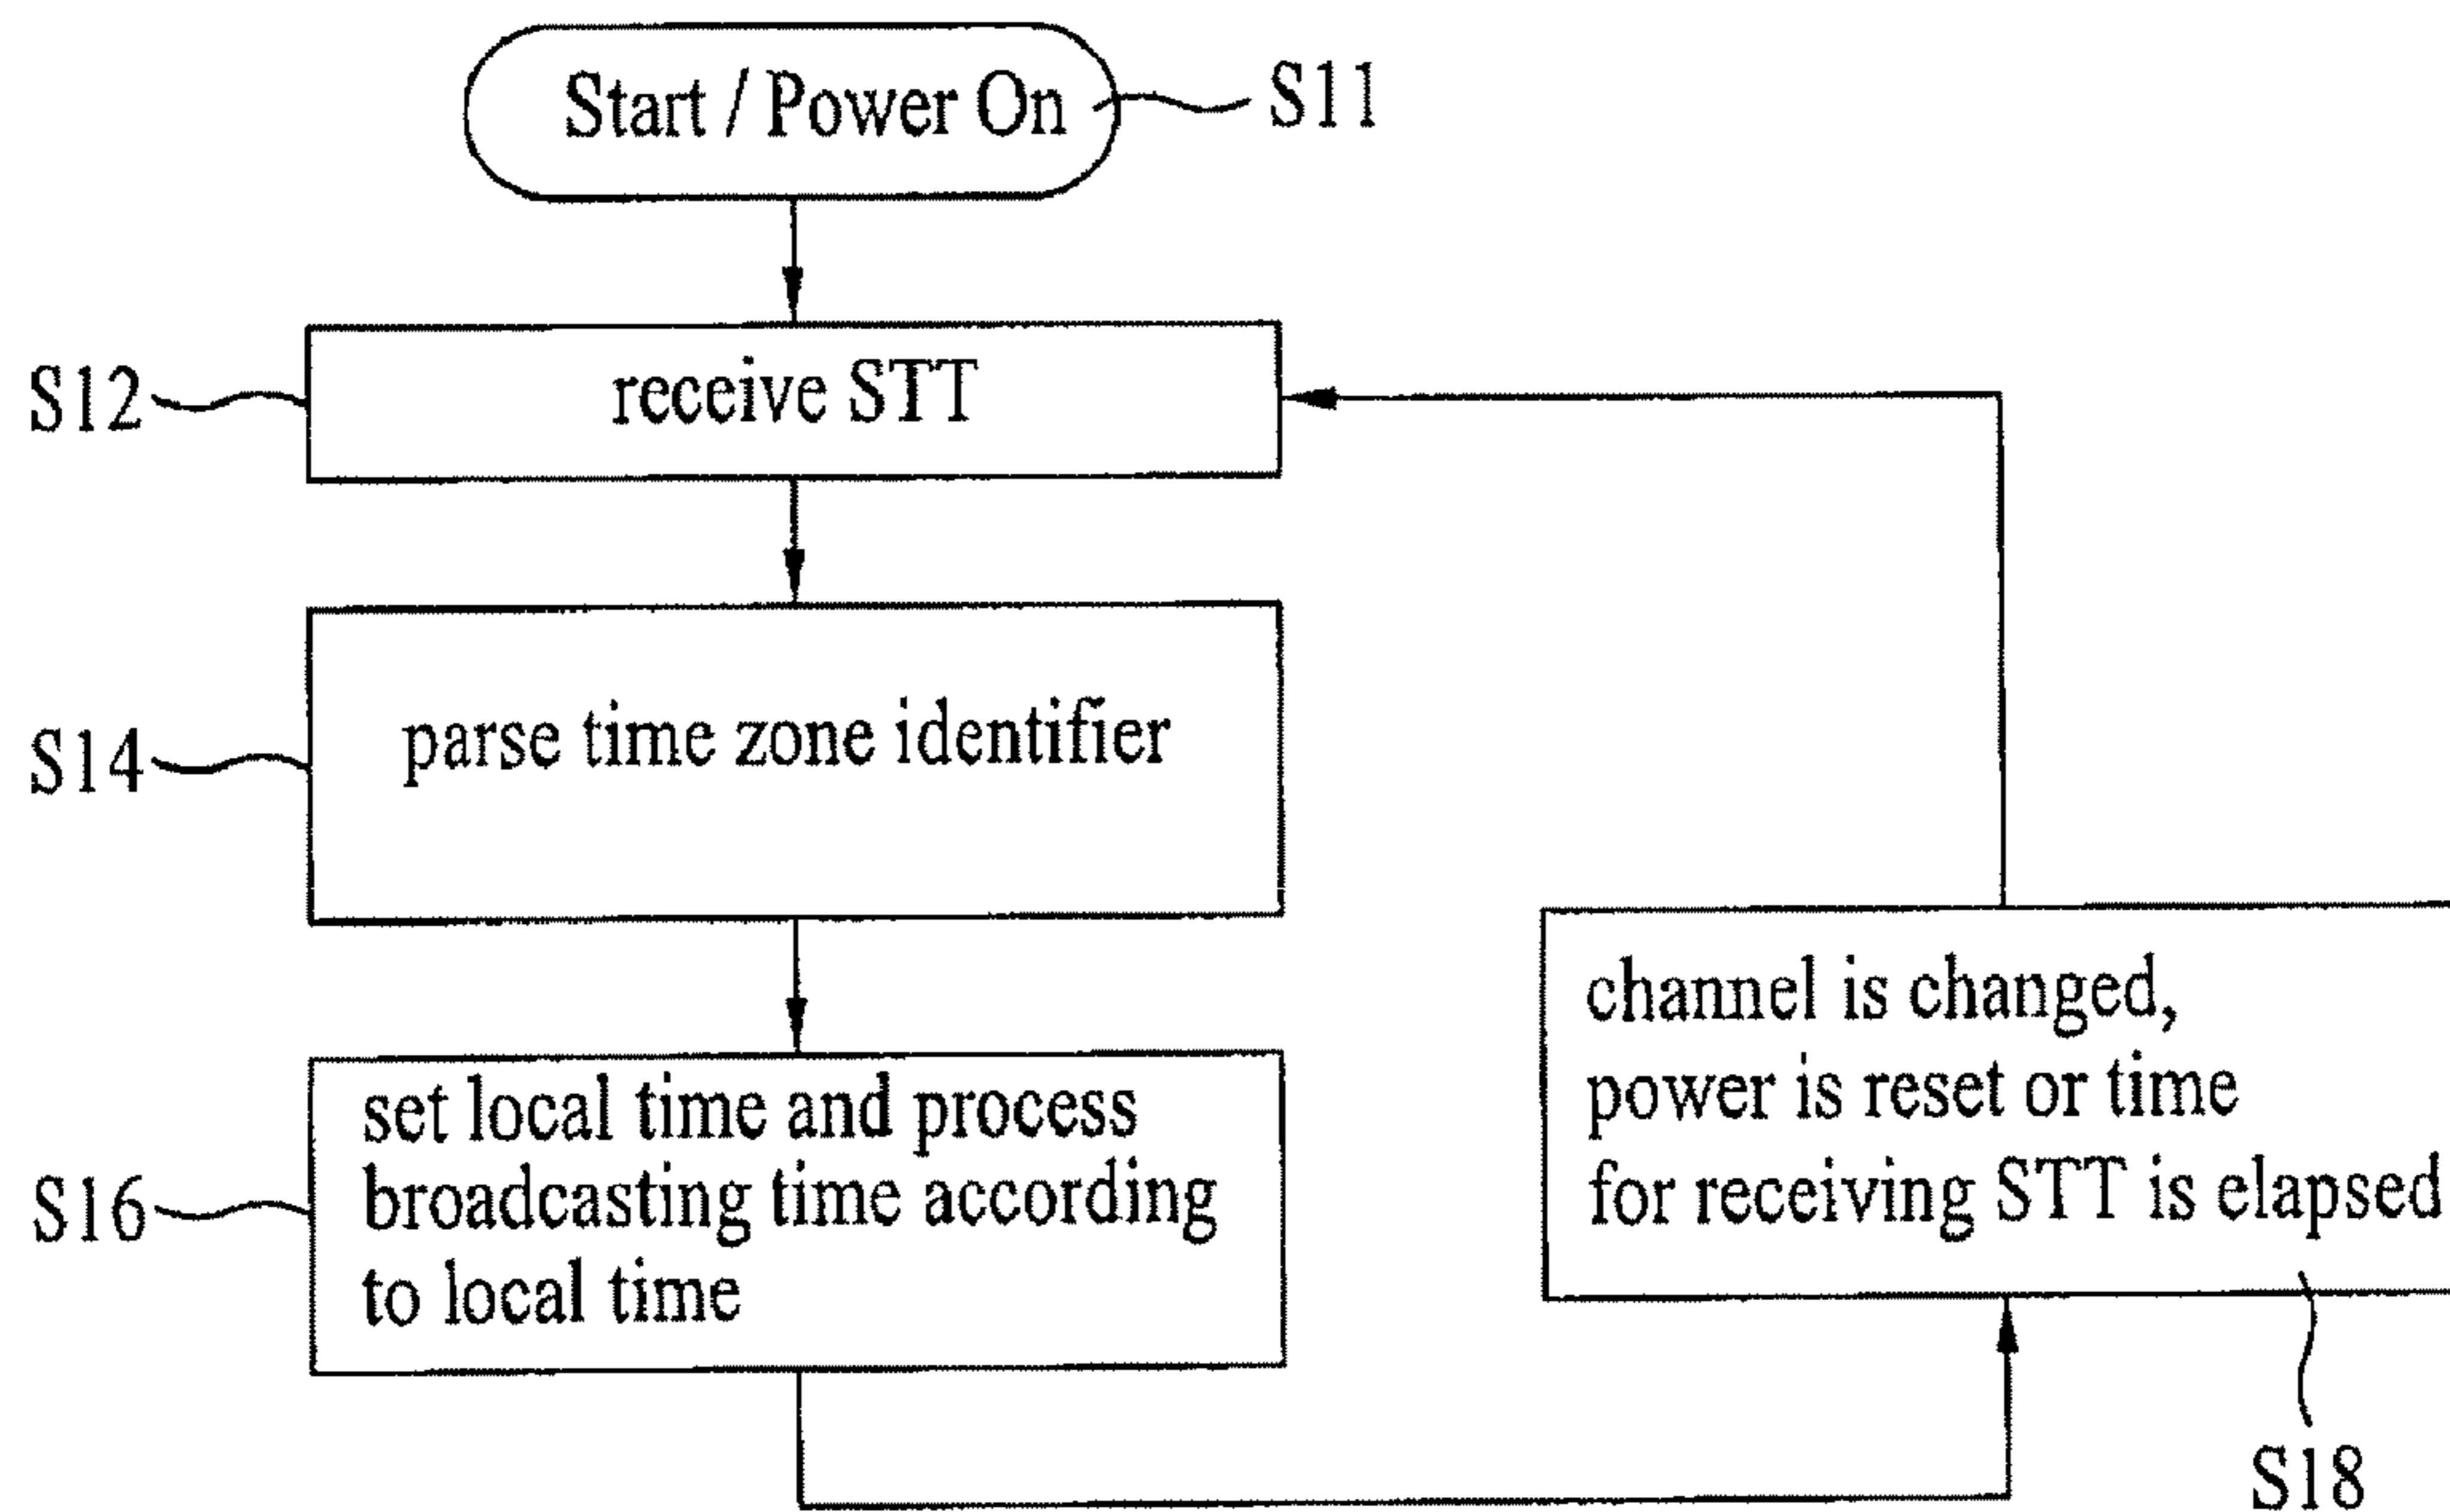 Start / Power On
S11
receive STT
S12
parse time zone identifier
S14
set local time and process
broadcasting time according
to local time
S16
channel is changed,
power is reset or time
for receiving STT is elapsed
S18